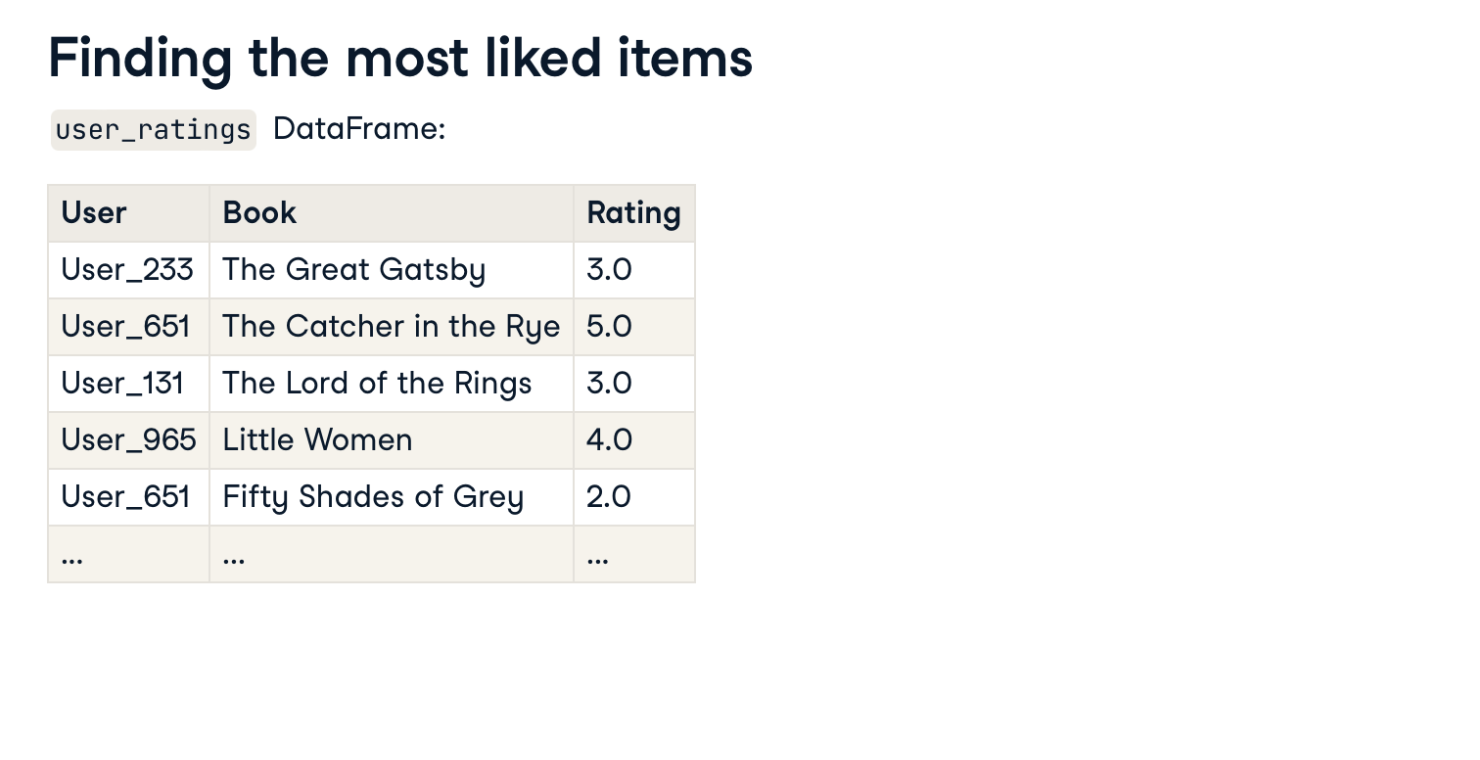 Finding the most liked items
user_ratings DataFrame:
User Book Rating
User_233 The Great Gatsby 3.0
User_651 The Catcher in the Rye 5.0
User_131 The Lord of the Rings 3.0
User_965 Little Women 4.0
User_651 Fifty Shades of Grey 2.0
... ... ...